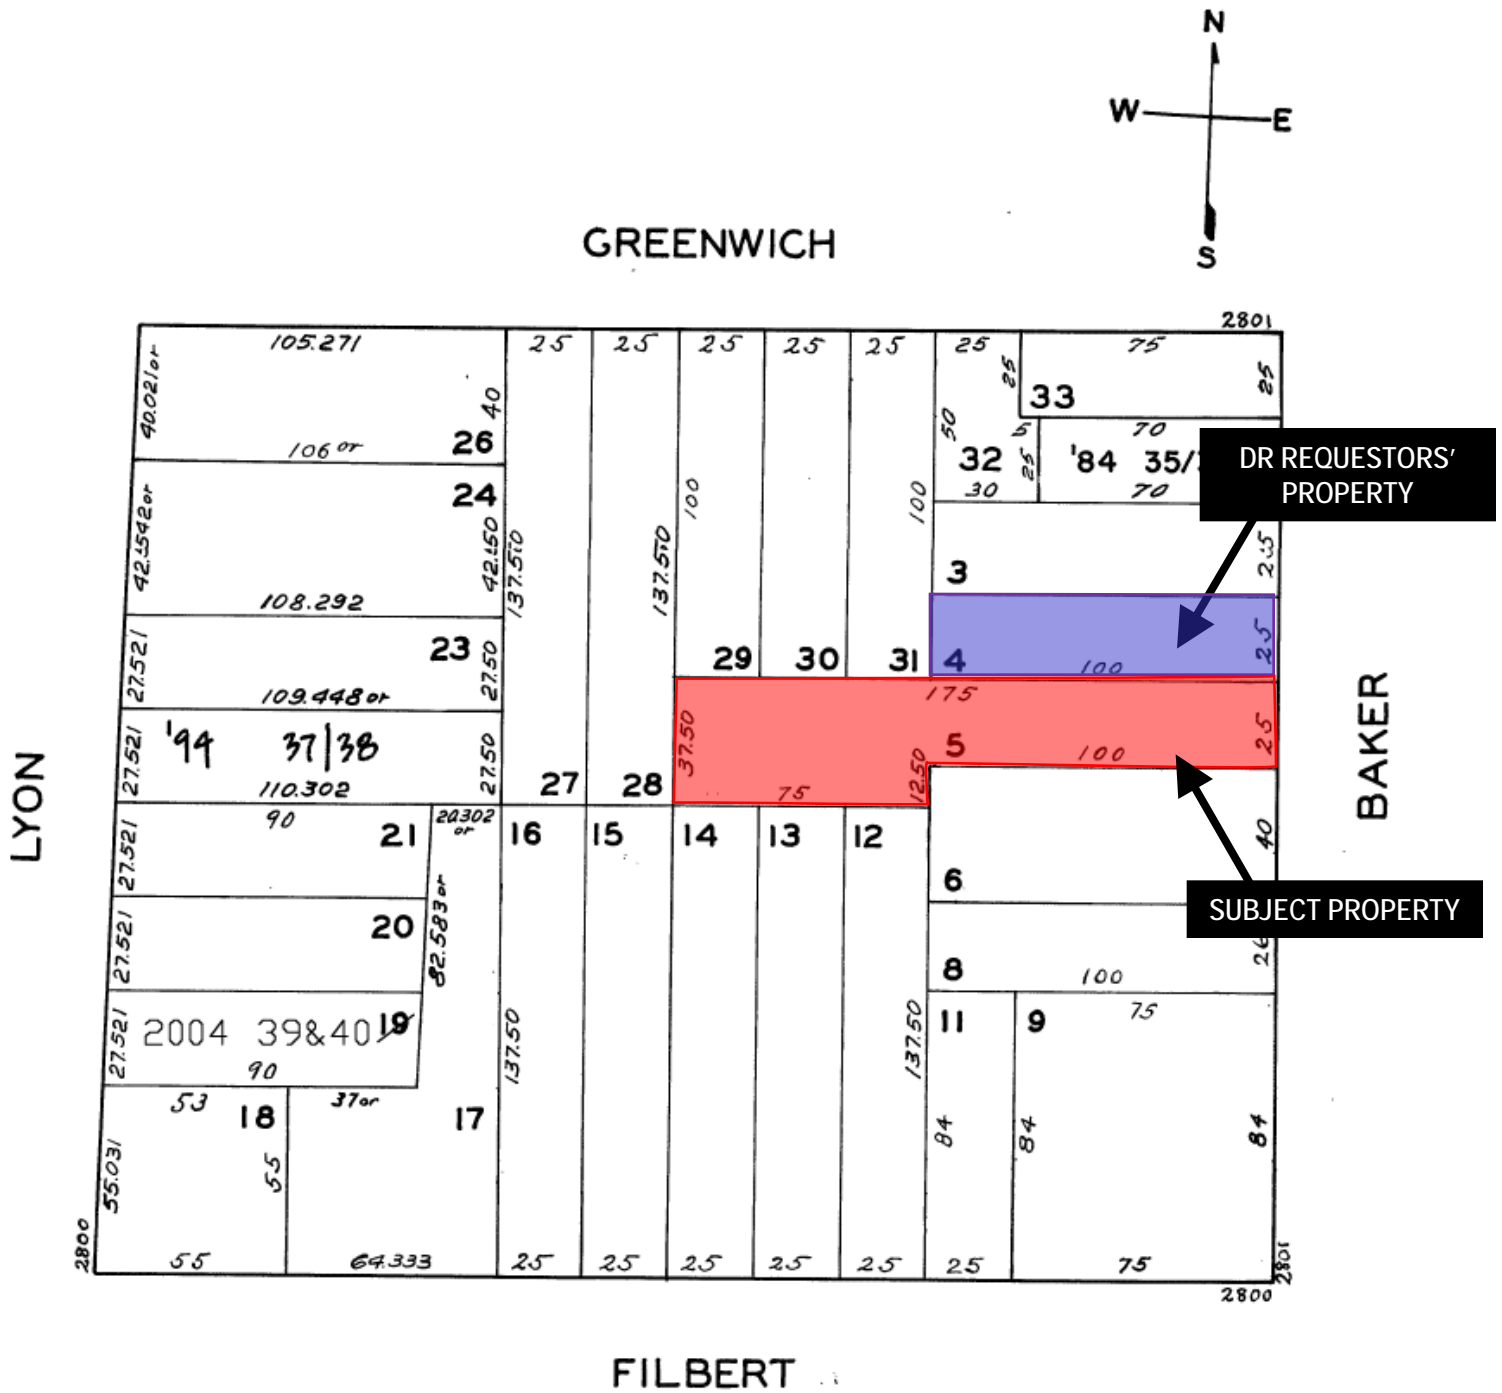 N
W E
S
GREENWICH
2801
105.271 25 25 25 25 25 25 75
40.021 or 40 25 33 25
106 or 26 50 5 70
32 25 '84 35/
30 70
DR REQUESTORS'
PROPERTY
24 100 100
42.542 or 42.50 137.50 137.50
108.292
3 25
27.521 23 27.50 29 30 31 4 100 25
109.448 or
175
LYON
27.521 '94 37|38 27.50 37.50 5 100 25
BAKER
110.302 27 28 75 12.50
90 20.302
or
27.521 21 16 15 14 13 12 40
6
SUBJECT PROPERTY
27.521 20 82.583 or
8 100
27.521 2004 39&40 19 137.50 137.50 11 9 75
90
53 18 37 or 17
55.031 55 84 84 84
2800 55 64.333 25 25 25 25 25 25 75 2801
2800
FILBERT